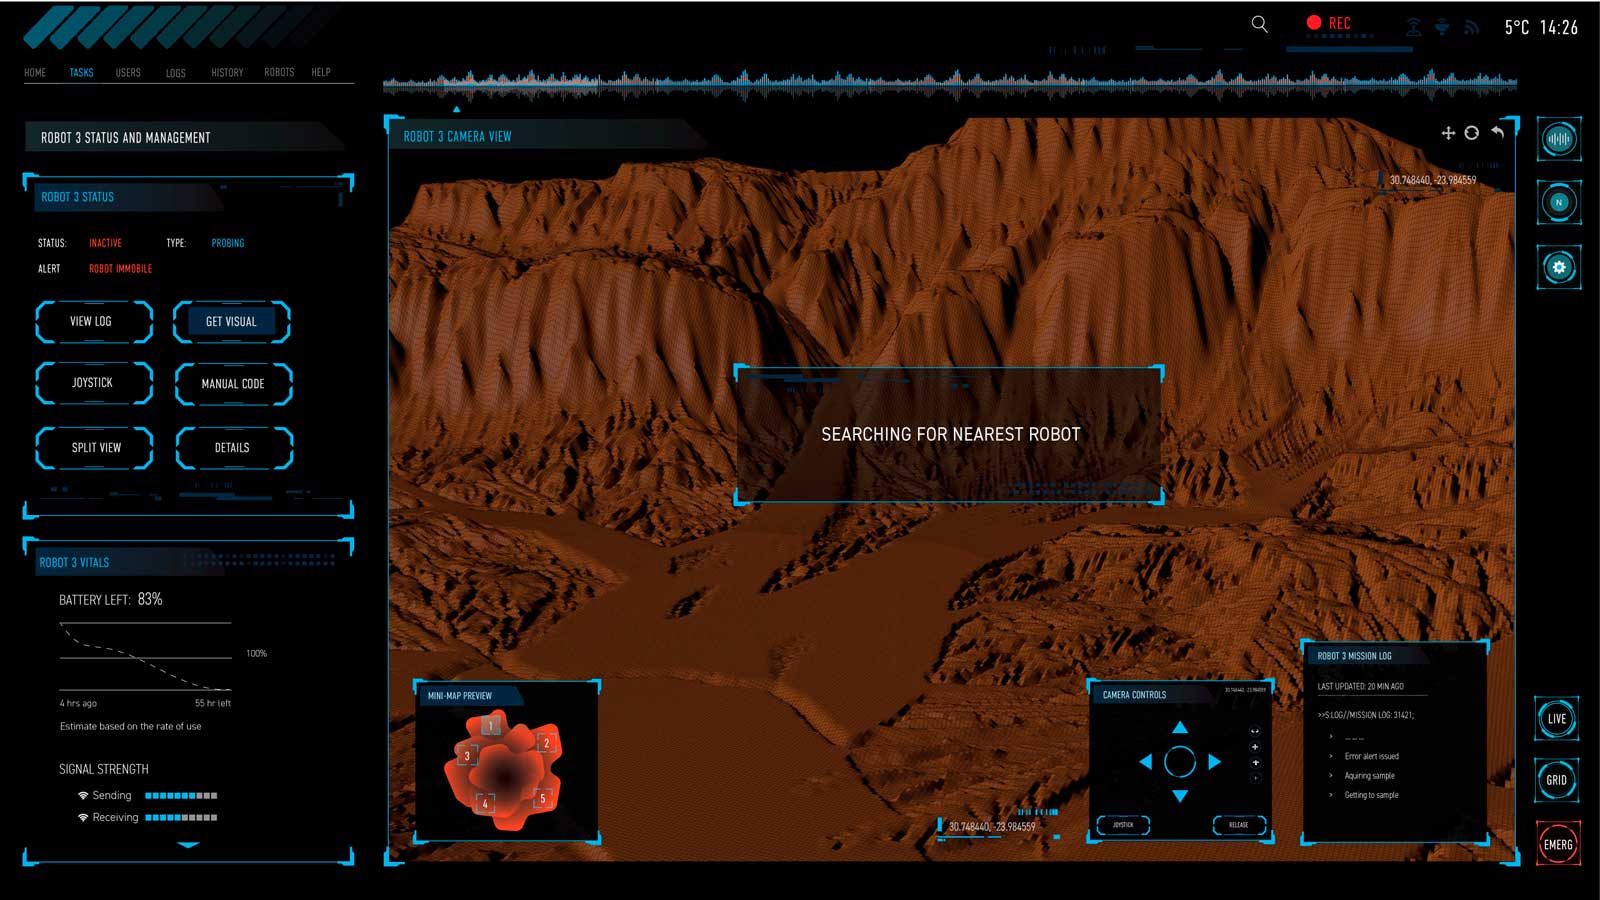 REC
5°C 14:26
HOME TASKS USERS LOGS HISTORY ROBOTS HELP
ROBOT 3 STATUS AND MANAGEMENT
ROBOT 3 STATUS
STATUS: INACTIVE TYPE: PROBING
ALERT ROBOT IMMOBILE
VIEW LOG GET VISUAL
JOYSTICK MANUAL CODE
SPLIT VIEW DETAILS
ROBOT 3 VITALS
BATTERY LEFT: 83%
100%
4 hrs ago 55 hr left
Estimate based on the rate of use
SIGNAL STRENGTH
Sending
Receiving
ROBOT 3 CAMERA VIEW
30.748440, -23.984559
SEARCHING FOR NEAREST ROBOT
MINI-MAP PREVIEW
1
2
3
4
5
30.748440, -23.984559
CAMERA CONTROLS
30.748440, -23.984559
JOYSTICK RELEASE
ROBOT 3 MISSION LOG
LAST UPDATED: 20 MIN AGO
>>S:LOG//MISSION LOG: 31421;
> ... ... ...
> Error alert issued
> Aquiring sample
> Getting to sample
N
LIVE
GRID
EMERG